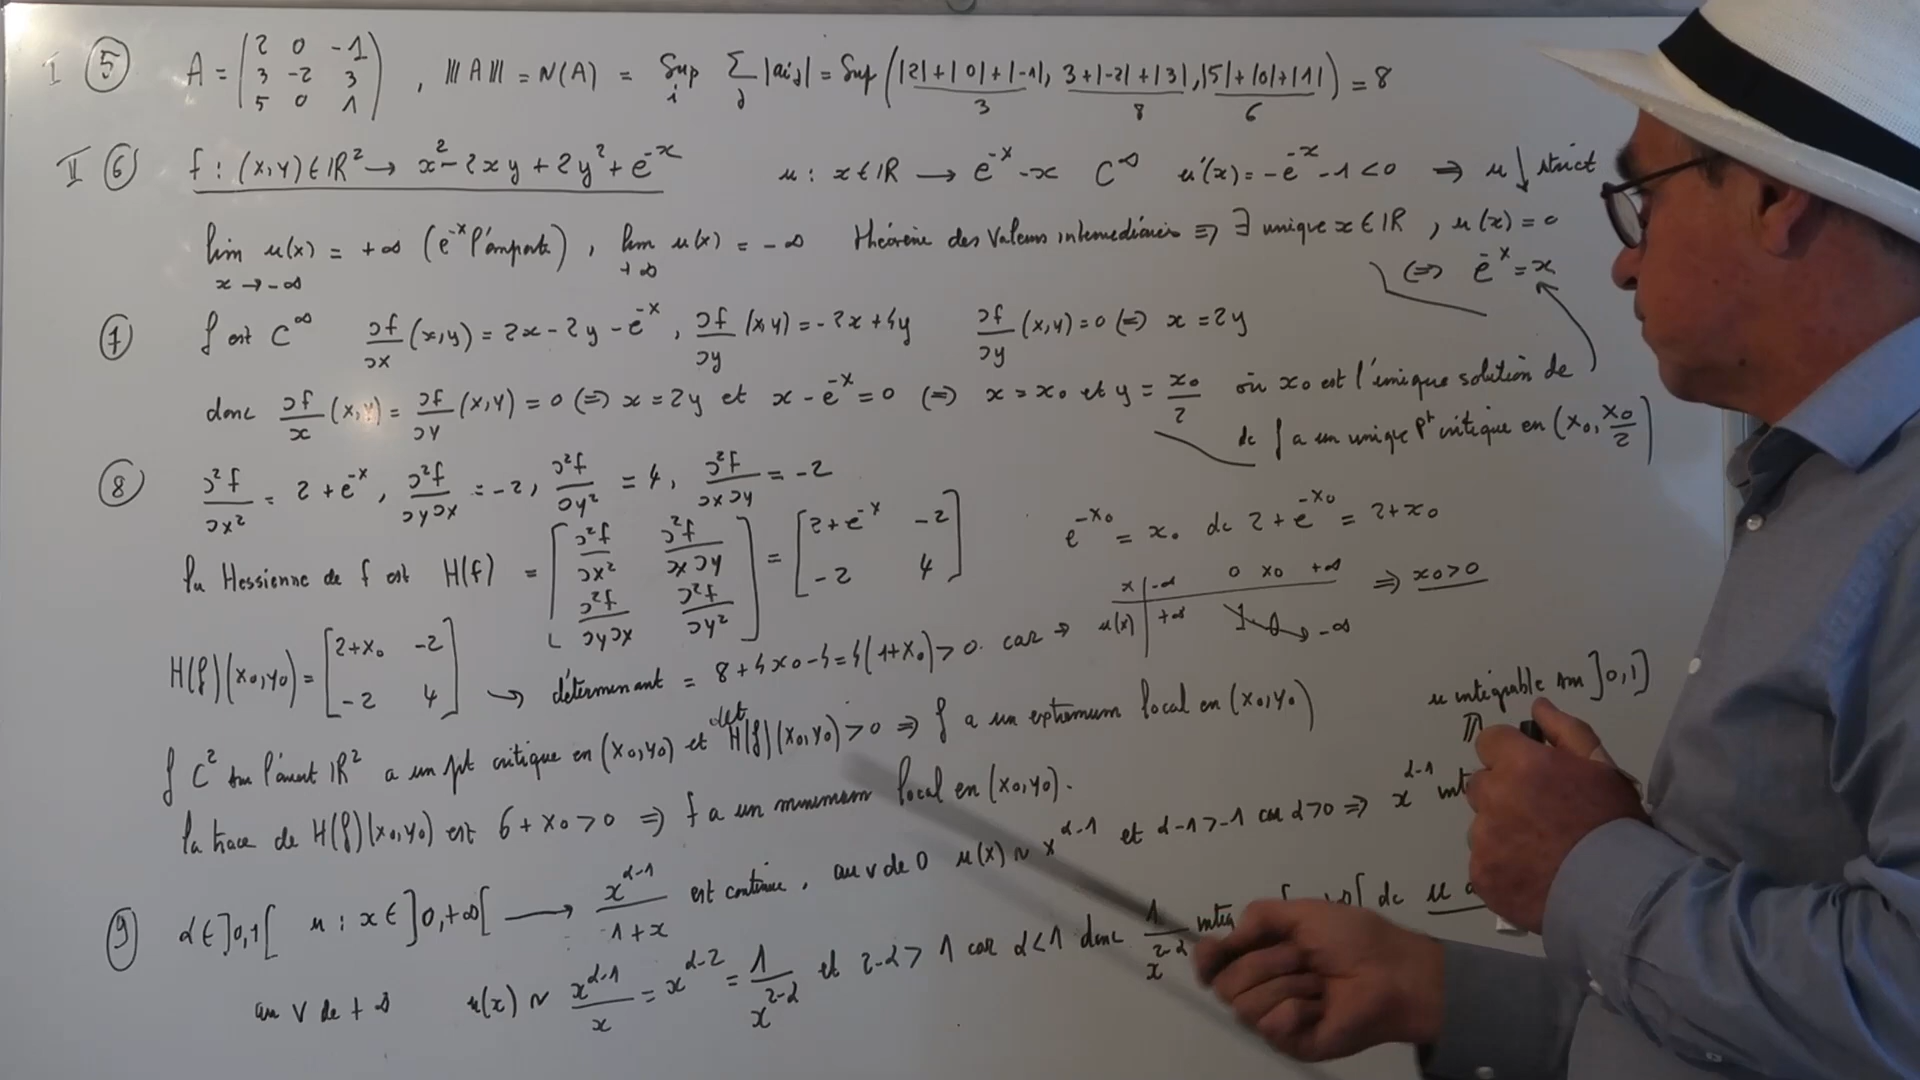 I ⑤ A = (2 0 -1 ; 3 -2 3 ; 5 0 1) , ||| A ||| = N(A) = Sup_i Σ_j |aij| = Sup (|2|+|0|+|-1|, 3+|-2|+|3|, |5|+|0|+|1|) = 8
3 8 6
II ⑥ f : (x,y) ∈ ℝ² → x² - 2xy + 2y² + e^{-x} u : x ∈ ℝ → e^{-x} - x C^∞ u'(x) = -e^{-x} - 1 < 0 ⇒ u ↓ strict
lim_{x → -∞} u(x) = +∞ (e^{-x} l'emporte), lim_{+∞} u(x) = -∞ théorème des valeurs intermédiaires ⇒ ∃ unique x ∈ ℝ , u(x) = 0
⇔ e^{-x} = x
⑦ f est C^∞ ∂f/∂x (x,y) = 2x - 2y - e^{-x} , ∂f/∂y (x,y) = -2x + 4y ∂f/∂y (x,y) = 0 ⇔ x = 2y
donc ∂f/x (x,y) = ∂f/∂y (x,y) = 0 ⇔ x = 2y et x - e^{-x} = 0 ⇔ x = x₀ et y = x₀/2 où x₀ est l'unique solution de
dc f a un unique pt critique en (x₀, x₀/2)
⑧ ∂²f/∂x² = 2 + e^{-x} , ∂²f/∂y∂x = -2, ∂²f/∂y² = 4, ∂²f/∂x∂y = -2
la Hessienne de f est H(f) = [∂²f/∂x² ∂²f/∂x∂y ; ∂²f/∂y∂x ∂²f/∂y²] = [2+e^{-x} -2 ; -2 4]
e^{-x₀} = x₀ dc 2 + e^{-x₀} = 2 + x₀
x | -∞ 0 x₀ +∞ ⇒ x₀ > 0
u(x) | +∞ 1 0 → -∞
H(f)(x₀,y₀) = [2+x₀ -2 ; -2 4] → déterminant = 8 + 4x₀ - 4 = 4(1+x₀) > 0 car →
f C² sur l'ouvert ℝ² a un pt critique en (x₀,y₀) et det H(f)(x₀,y₀) > 0 ⇒ f a un extremum local en (x₀,y₀)
la trace de H(f)(x₀,y₀) est 6 + x₀ > 0 ⇒ f a un minimum local en (x₀,y₀).
u intégrable sur ]0,1]
⑨ α ∈ ]0,1[ u : x ∈ ]0,+∞[ → x^{α-1}/(1+x) est continue, au v de 0 u(x) ~ x^{α-1} et α-1 > -1 car α > 0 ⇒ x^{α-1}
au v de +∞ u(x) ~ x^{α-1}/x = x^{α-2} = 1/x^{2-α} et 2-α > 1 car α < 1 donc 1/x^{2-α} dc u